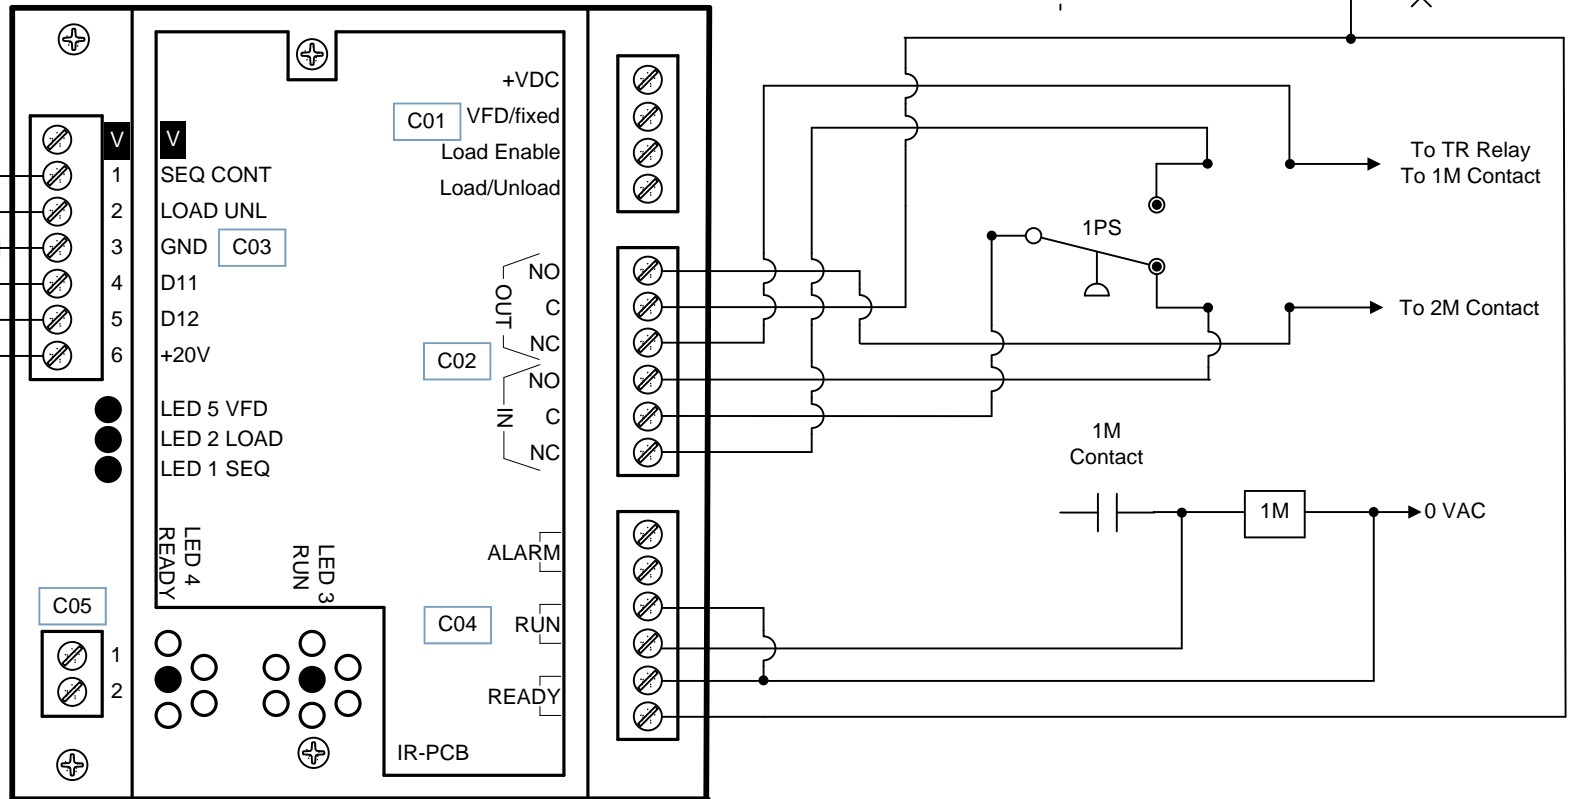 V
1
2
3
4
5
6
V
SEQ CONT
LOAD UNL
GND
C03
D11
D12
+20V
LED 5 VFD
LED 2 LOAD
LED 1 SEQ
LED 4
READY
LED 3
RUN
C05
1
2
+VDC
C01
VFD/fixed
Load Enable
Load/Unload
OUT
NO
C
NC
C02
IN
NO
C
NC
ALARM
C04
RUN
READY
IR-PCB
To TR Relay
To 1M Contact
1PS
To 2M Contact
1M
Contact
1M
0 VAC